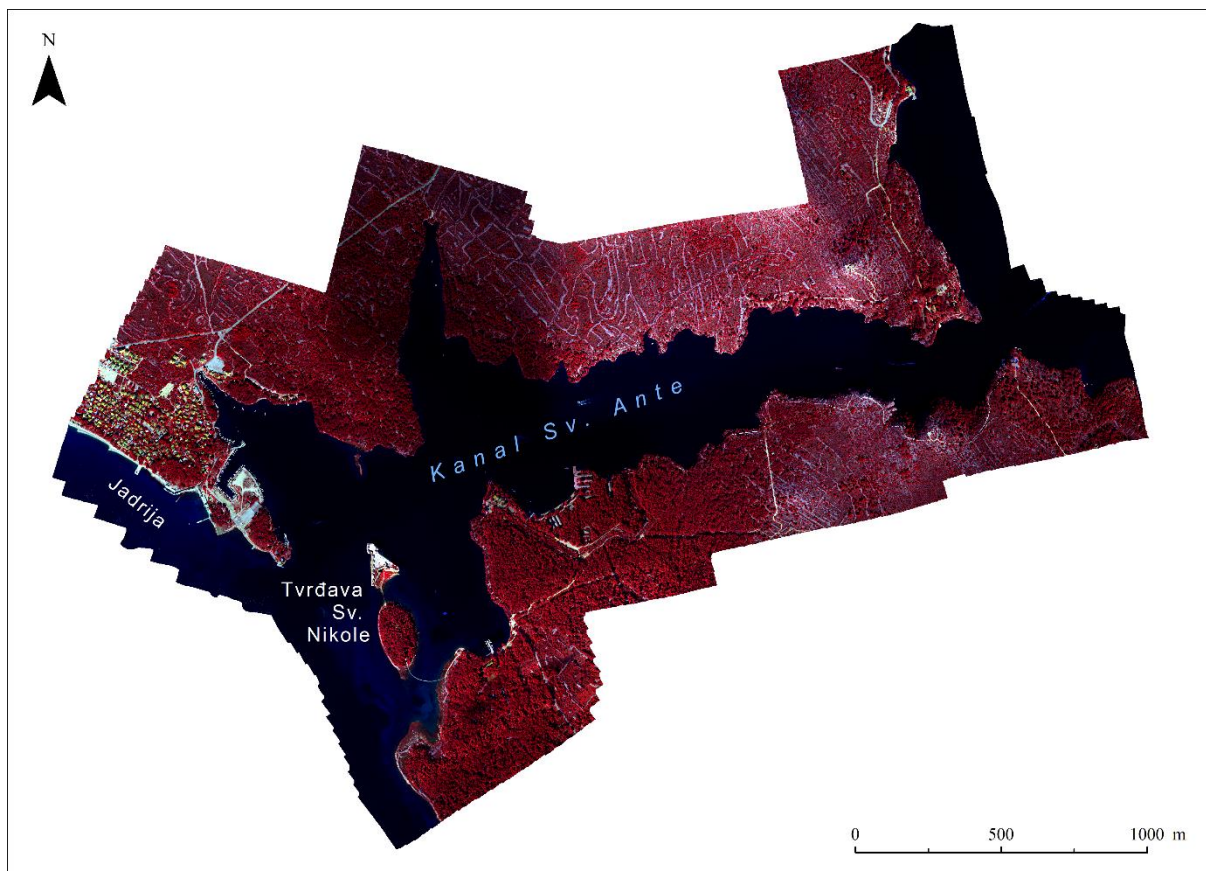 N
Kanal Sv. Ante
Jadrija
Tvrđava
Sv.
Nikole
0 500 1000 m